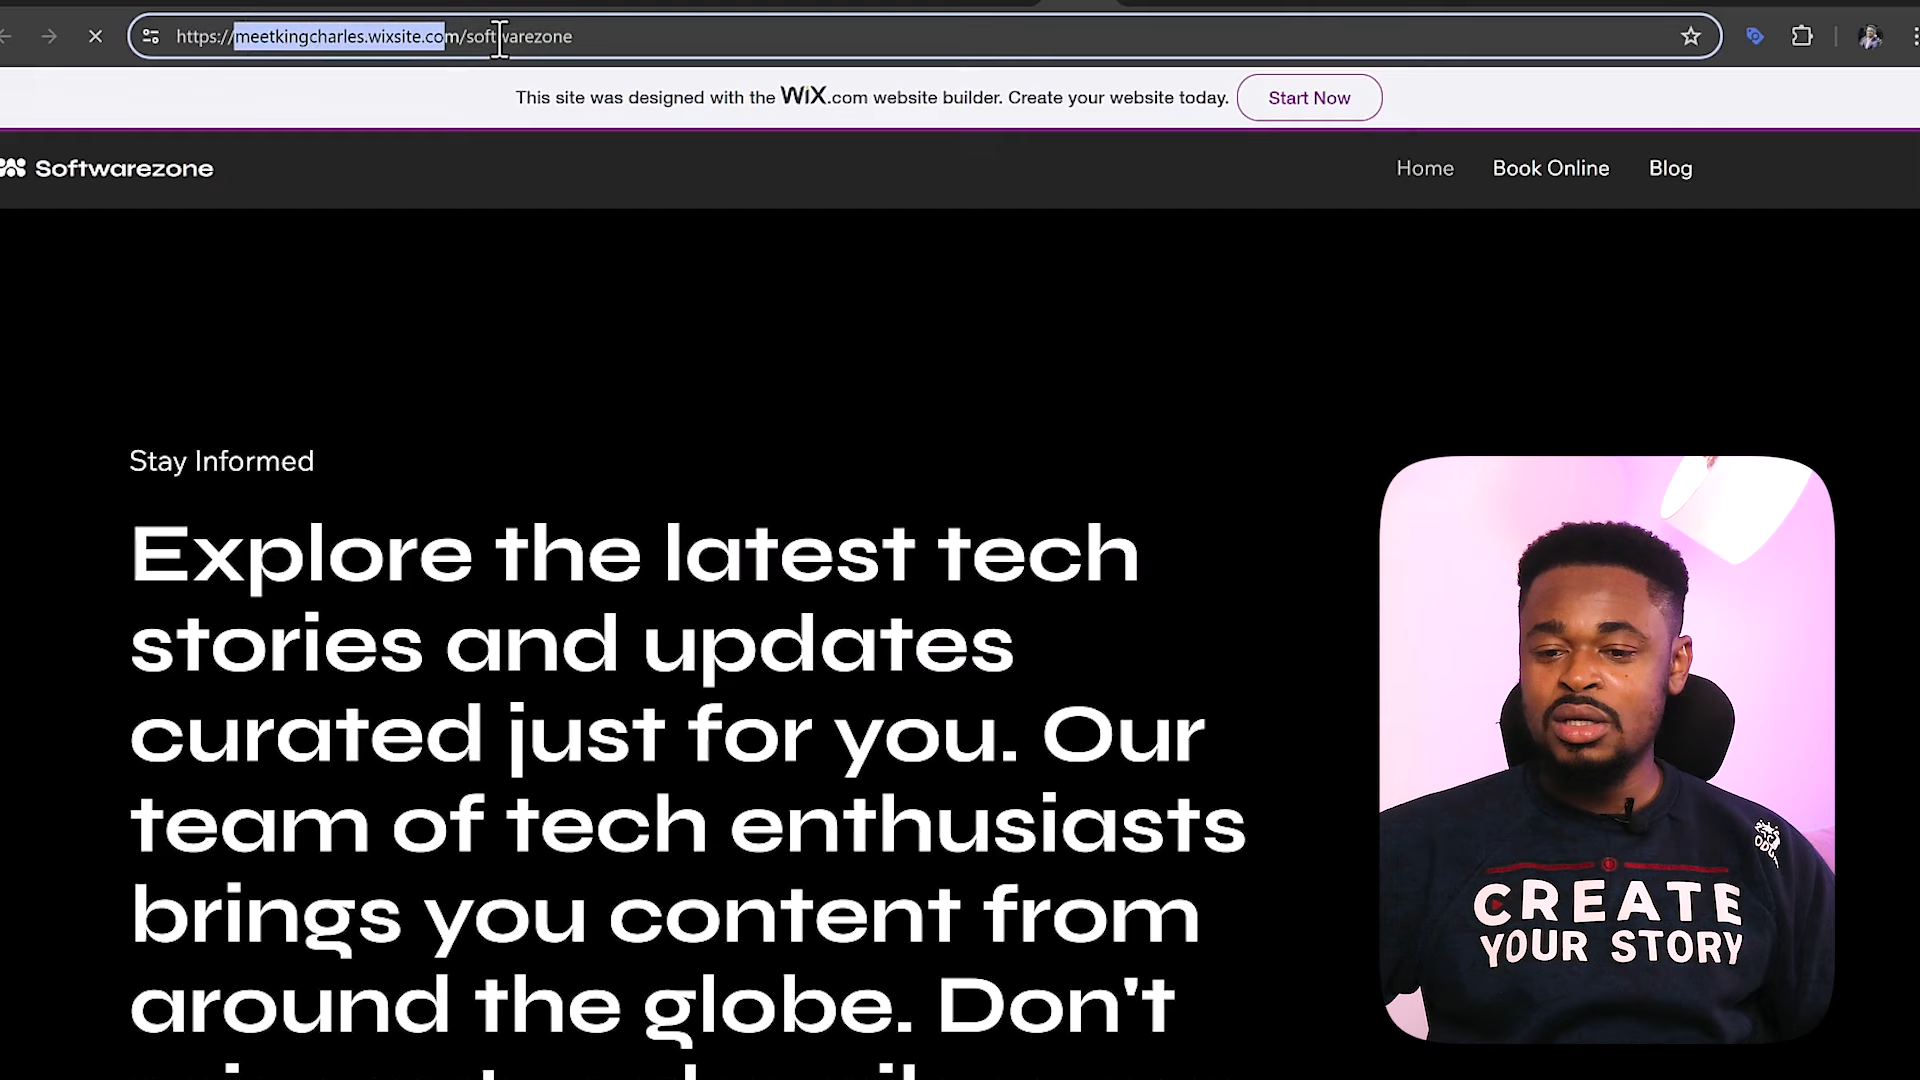 https://meetkingcharles.wixsite.com/softwarezone
This site was designed with the WiX.com website builder. Create your website today. Start Now
Softwarezone
Home Book Online Blog
Stay Informed
Explore the latest tech
stories and updates
curated just for you. Our
team of tech enthusiasts
brings you content from
around the globe. Don't
CREATE
YOUR STORY